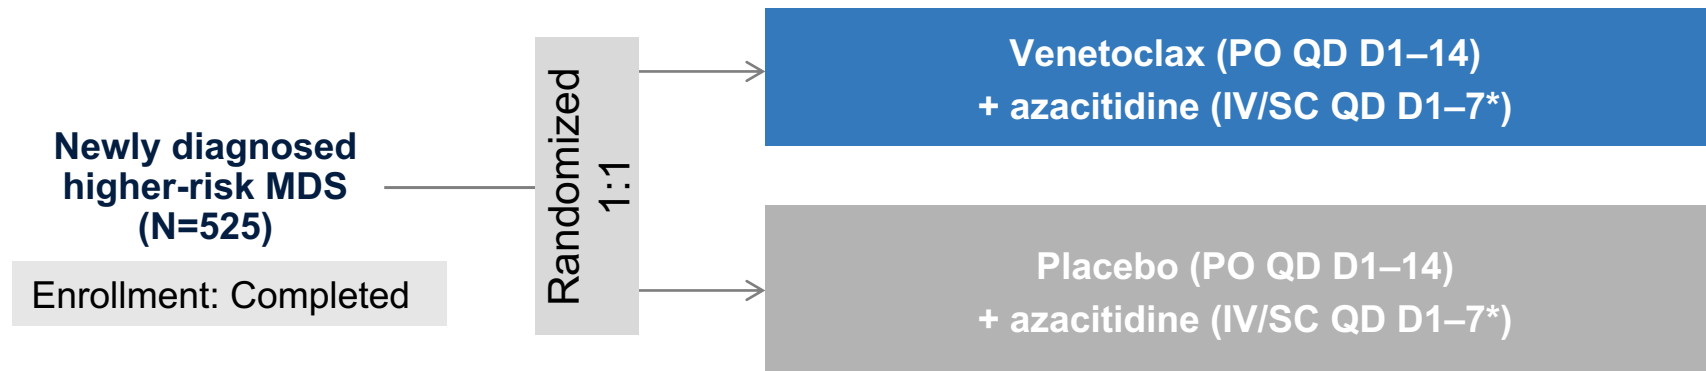 Newly diagnosed
higher-risk MDS
(N=525)
Enrollment: Completed
Randomized
1:1
Venetoclax (PO QD D1–14)
+ azacitidine (IV/SC QD D1–7*)
Placebo (PO QD D1–14)
+ azacitidine (IV/SC QD D1–7*)